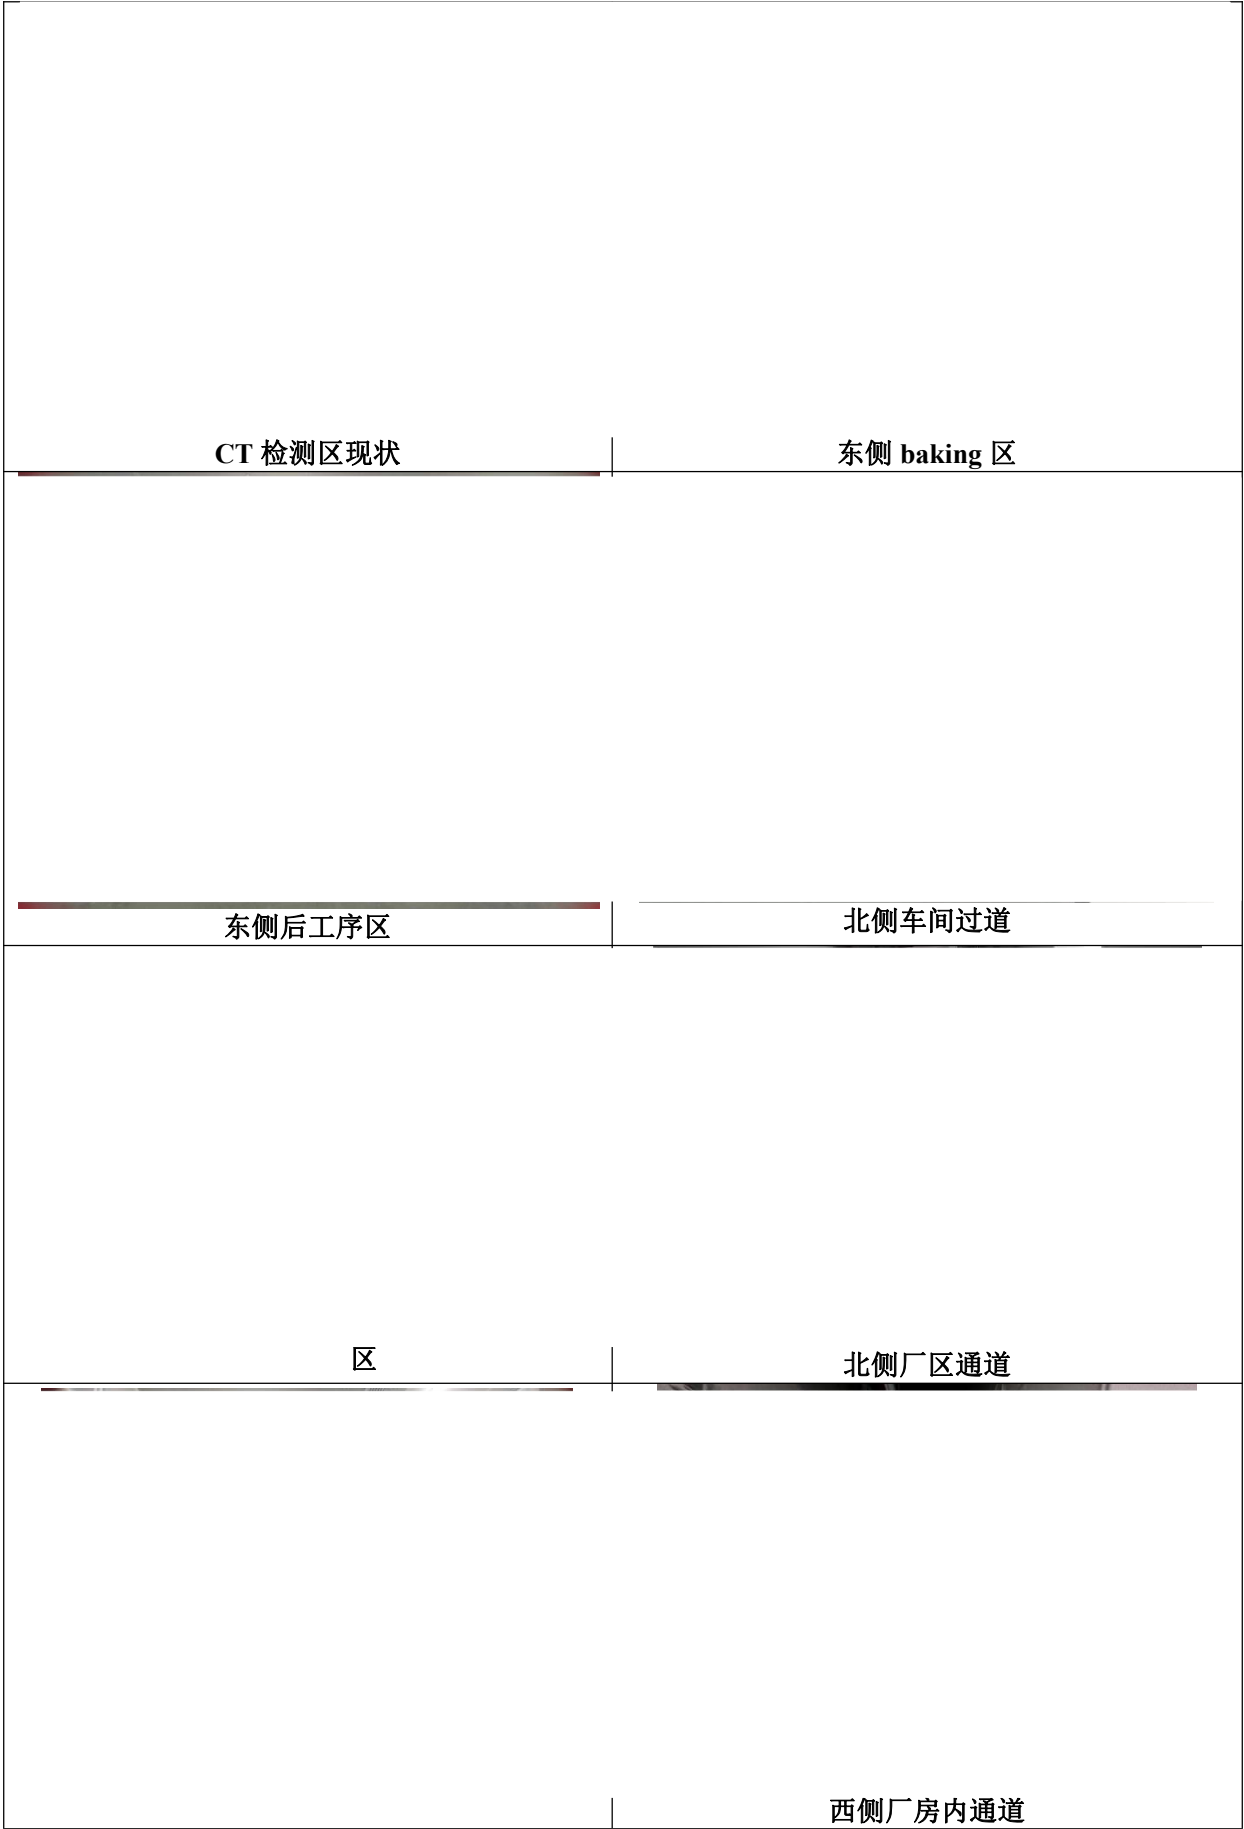 CT 检测区现状
东侧 baking 区
东侧后工序区
北侧车间过道
区
北侧厂区通道
西侧厂房内通道